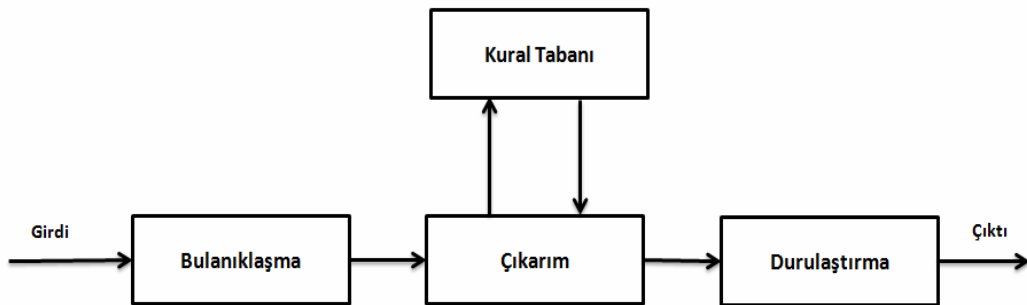 Kural Tabanı
Girdi
Bulanıklaşma
Çıkarım
Durulaştırma
Çıktı